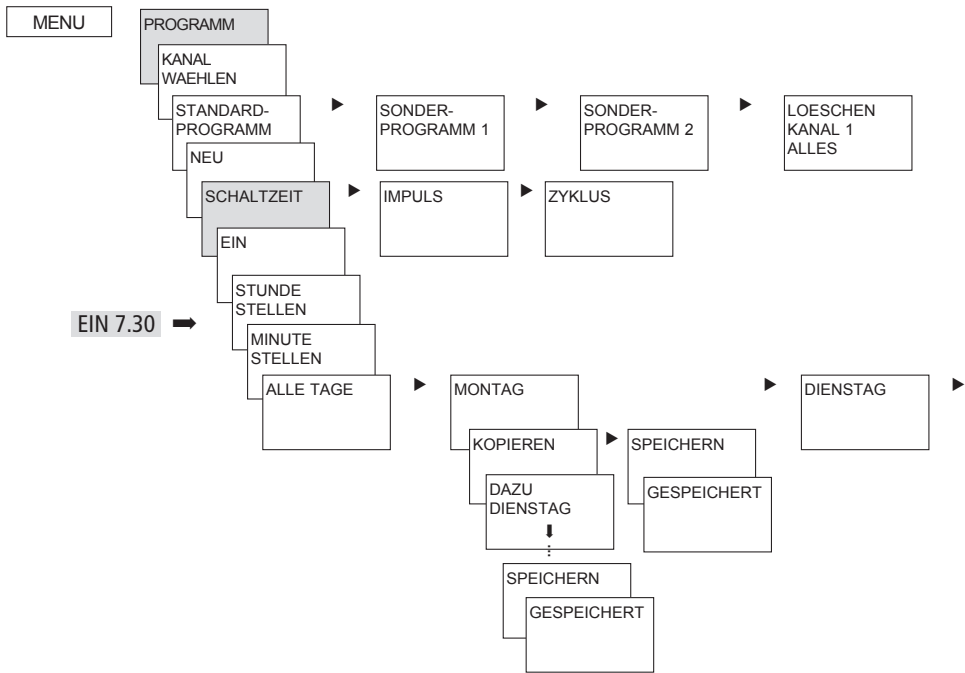 MENU
PROGRAMM
KANAL
WAEHLEN
STANDARD-
PROGRAMM
SONDER-
PROGRAMM 1
SONDER-
PROGRAMM 2
LOESCHEN
KANAL 1
ALLES
NEU
SCHALTZEIT
IMPULS
ZYKLUS
EIN
STUNDE
STELLEN
EIN 7.30
MINUTE
STELLEN
ALLE TAGE
MONTAG
DIENSTAG
KOPIEREN
SPEICHERN
DAZU
DIENSTAG
GESPEICHERT
SPEICHERN
GESPEICHERT